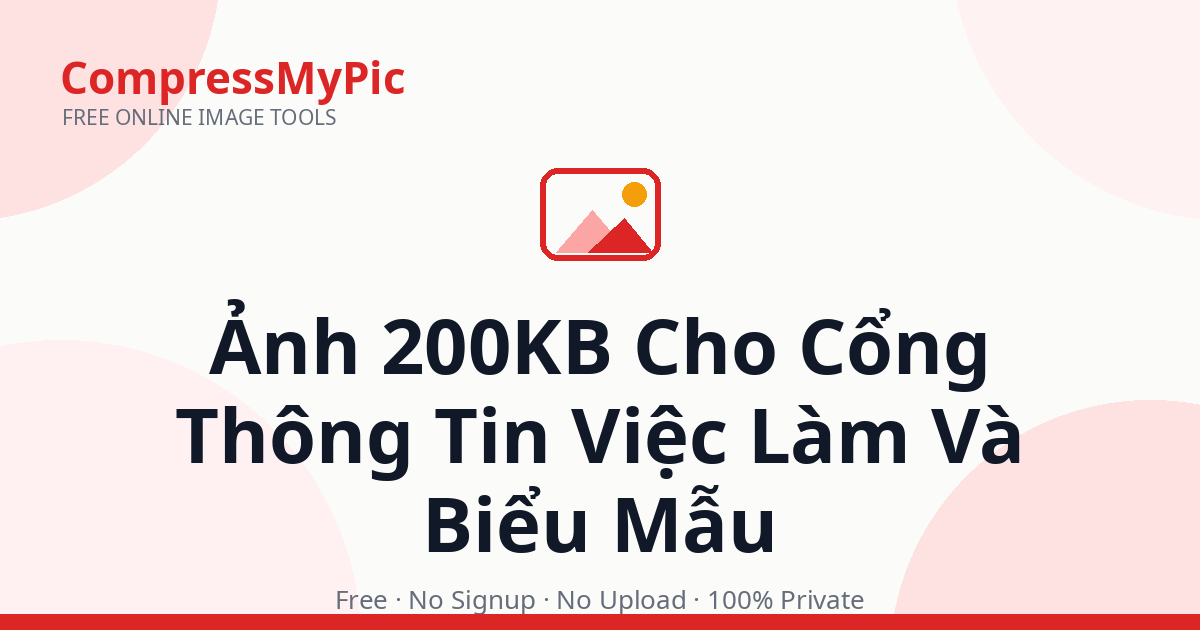 CompressMyPic
FREE ONLINE IMAGE TOOLS
Ảnh 200KB Cho Cổng
Thông Tin Việc Làm Và
Biểu Mẫu
Free · No Signup · No Upload · 100% Private